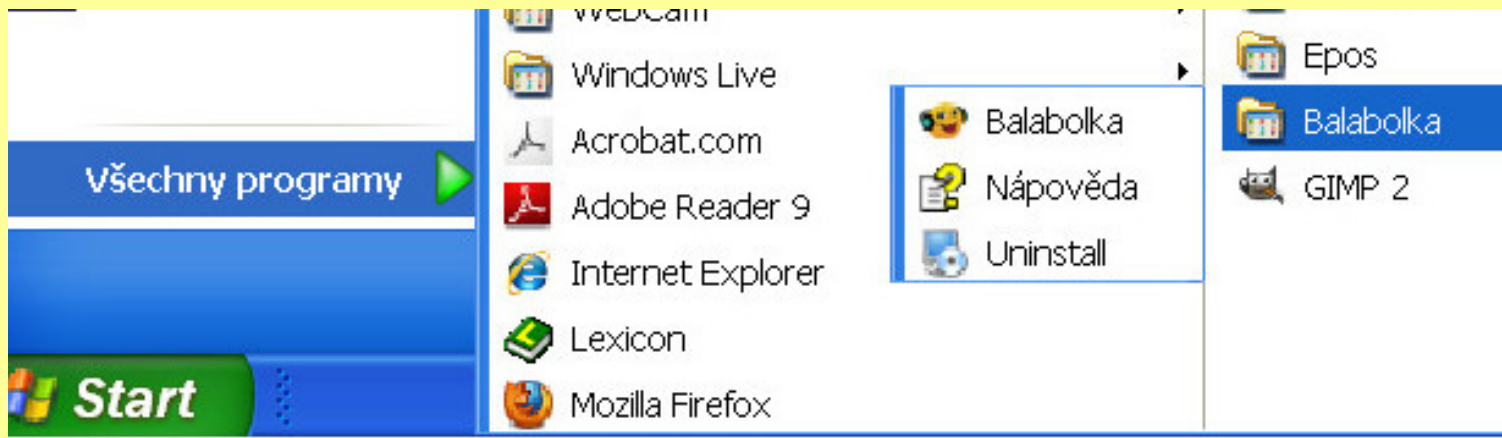 WebCam
Windows Live
Acrobat.com
Adobe Reader 9
Internet Explorer
Lexicon
Mozilla Firefox
Všechny programy
Start
Balabolka
Nápověda
Uninstall
Epos
Balabolka
GIMP 2